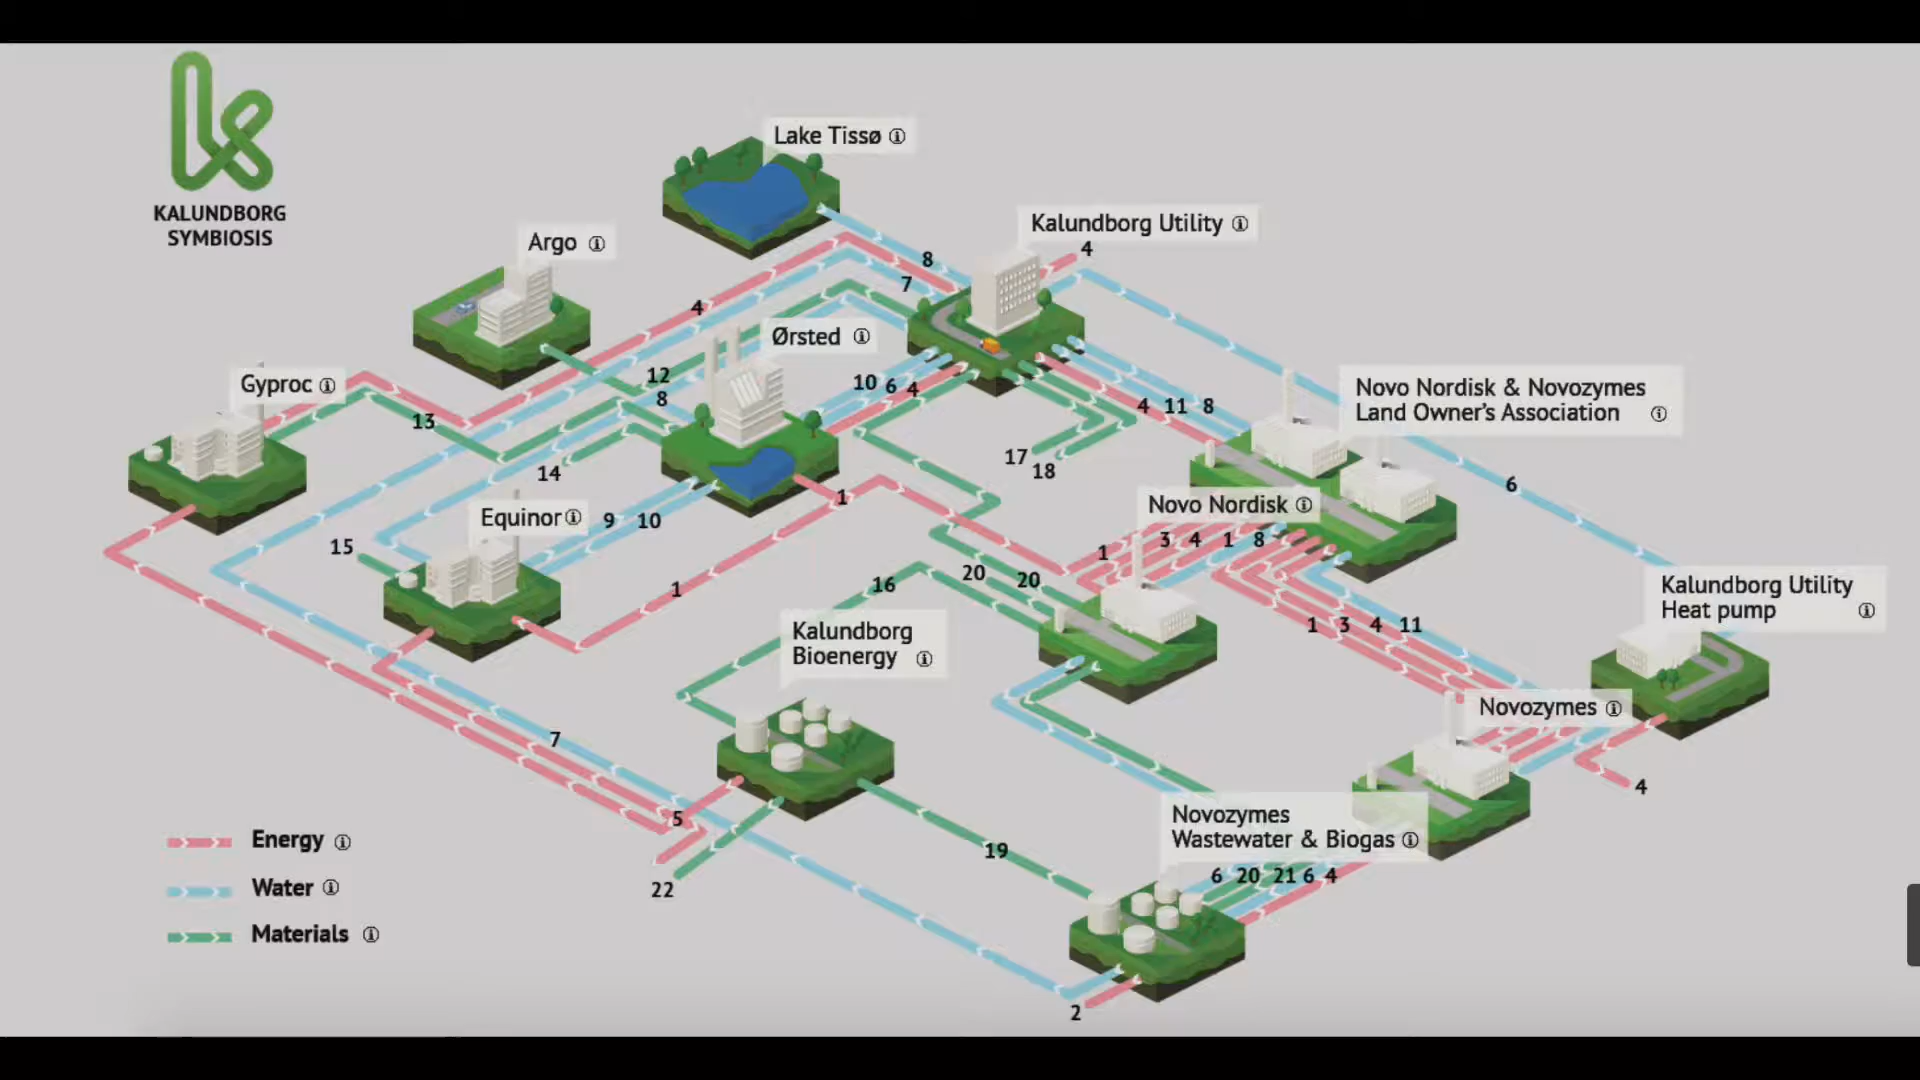 KALUNDBORG
SYMBIOSIS
Lake Tissø
Kalundborg Utility
Argo
4
8
7
4
Ørsted
12
8
10 6 4
Gyproc
13
14
Novo Nordisk & Novozymes
Land Owner's Association
4 11 8
17
18
6
1
Novo Nordisk
Equinor
9 10
15
1 3 4 1 8
1
16
20
20
Kalundborg Utility
Heat pump
1 3 4 11
Kalundborg
Bioenergy
Novozymes
7
4
5
22
19
Novozymes
Wastewater & Biogas
6 20 21 6 4
2
Energy
Water
Materials